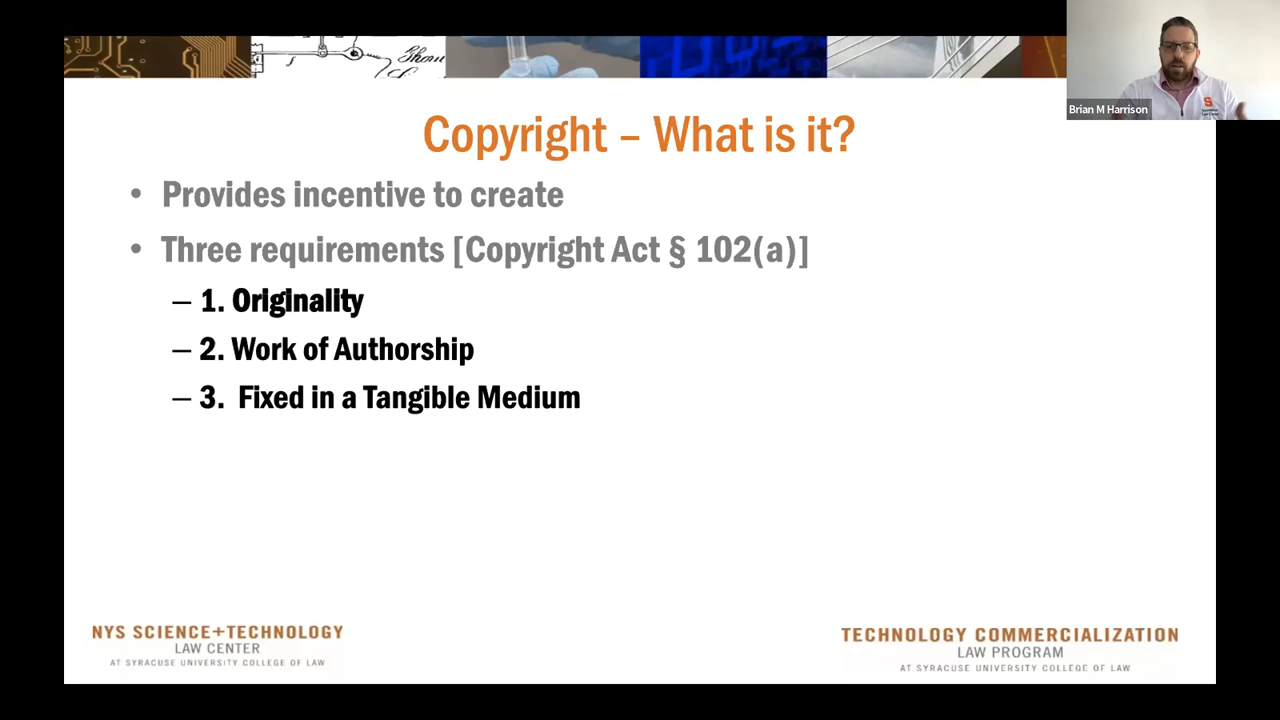 Brian M Harrison
Copyright – What is it?
• Provides incentive to create
• Three requirements [Copyright Act § 102(a)]
– 1. Originality
– 2. Work of Authorship
– 3. Fixed in a Tangible Medium
NYS SCIENCE+TECHNOLOGY
LAW CENTER
AT SYRACUSE UNIVERSITY COLLEGE OF LAW
TECHNOLOGY COMMERCIALIZATION
LAW PROGRAM
AT SYRACUSE UNIVERSITY COLLEGE OF LAW